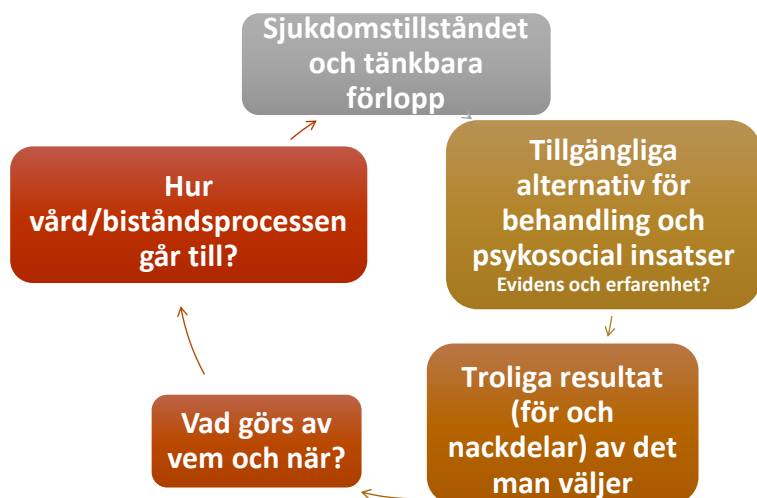 Sjukdomstillståndet
och tänkbara
förlopp
Tillgängliga
alternativ för
behandling och
psykosocial insatser
Evidens och erfarenhet?
Troliga resultat
(för och
nackdelar) av det
man väljer
Vad görs av
vem och när?
Hur
vård/biståndsprocessen
går till?